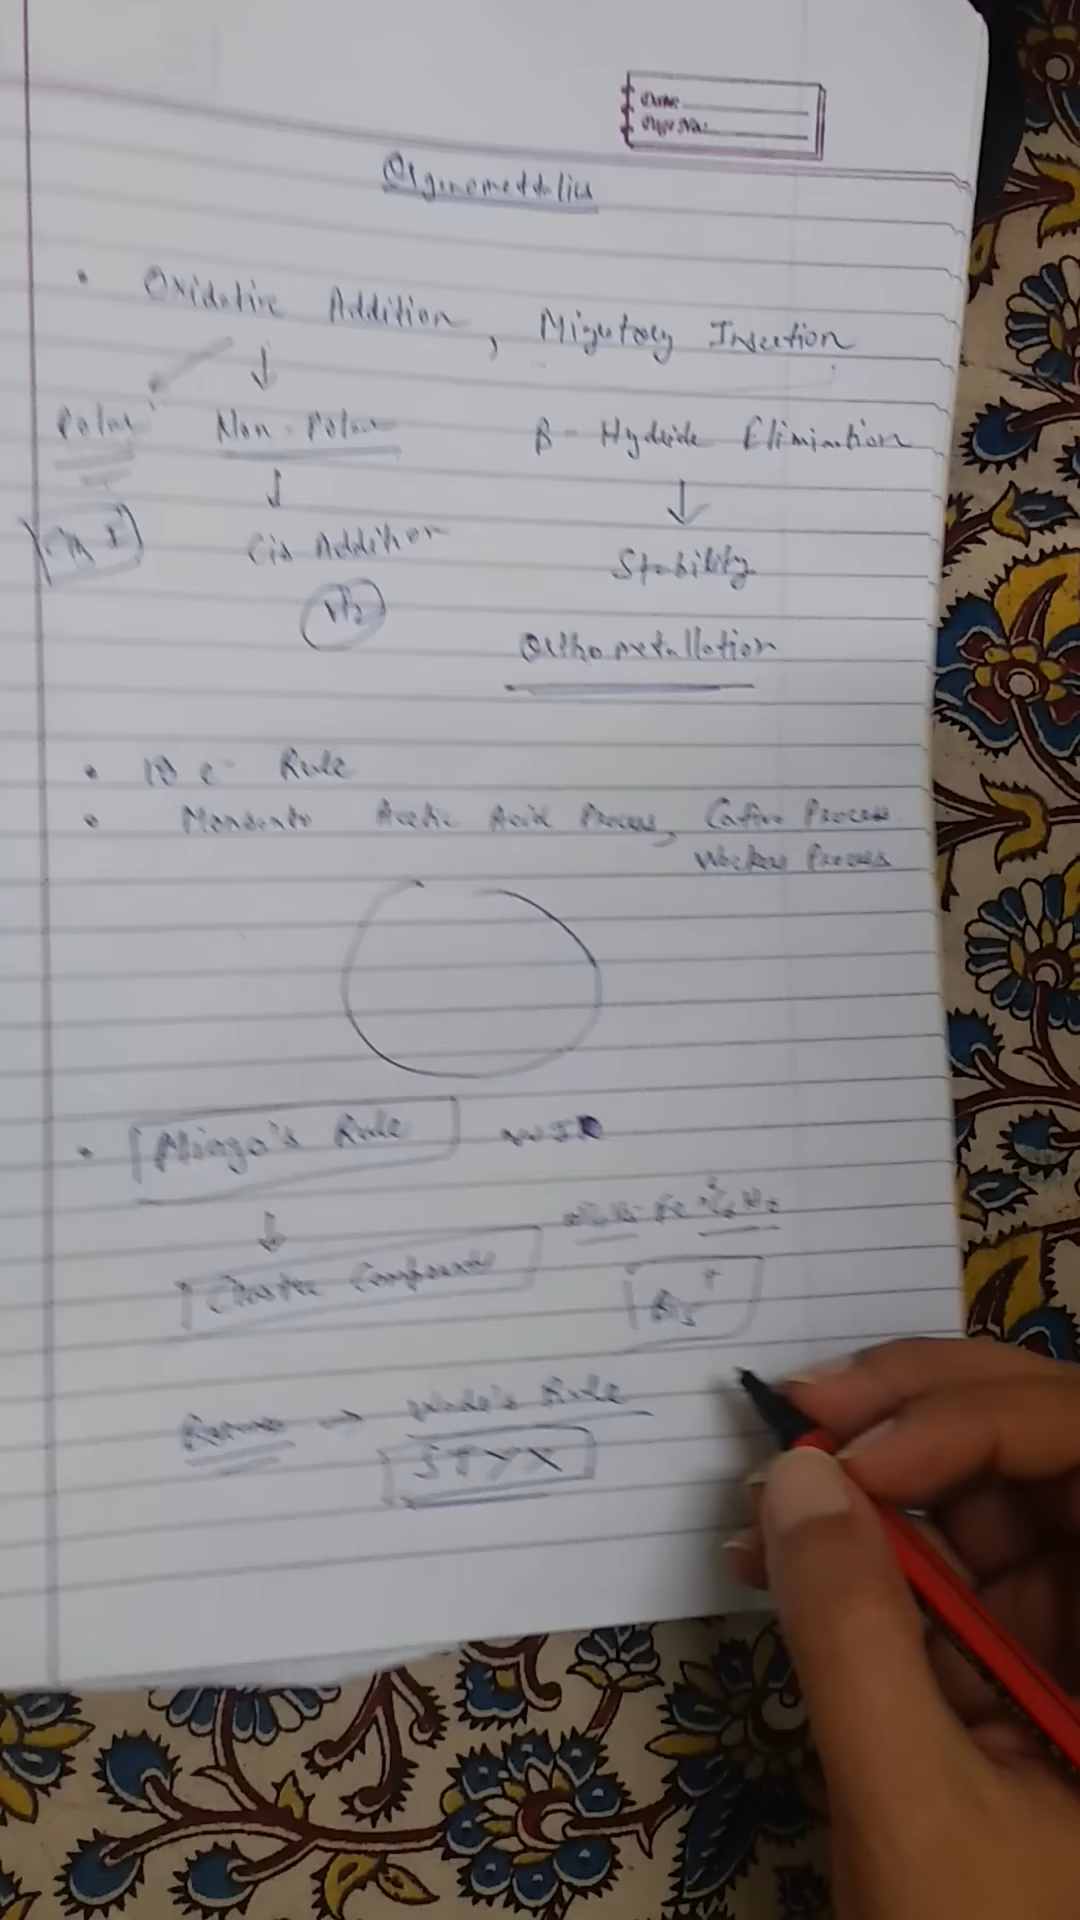 Date:
Page No.:
Organometallics
• Oxidative Addition, Migratory Insertion
Polar Non-Polar β-Hydride Elimination
Cis Addition Stability
H₂
Orthometallation
• 18 e⁻ Rule
• Monsanto Acetic Acid Process, Cativa Process
Wacker Process
• Mingo's Rule
Cluster Compounds
Wade's Rule
STYX